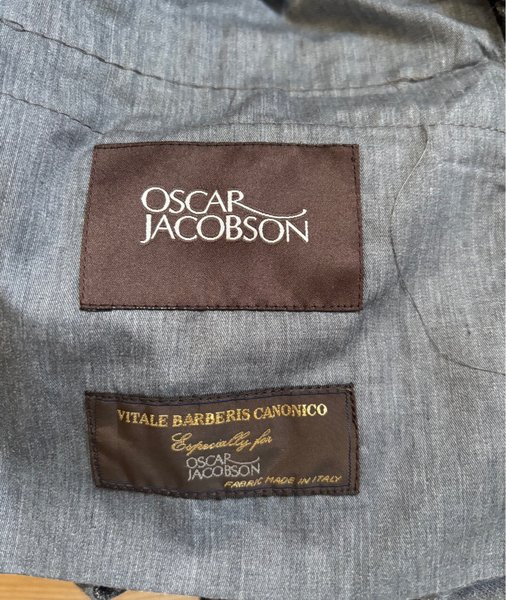 OSCAR
JACOBSON
VITALE BARBERIS CANONICO
Especially for
OSCAR
JACOBSON
FABRIC MADE IN ITALY